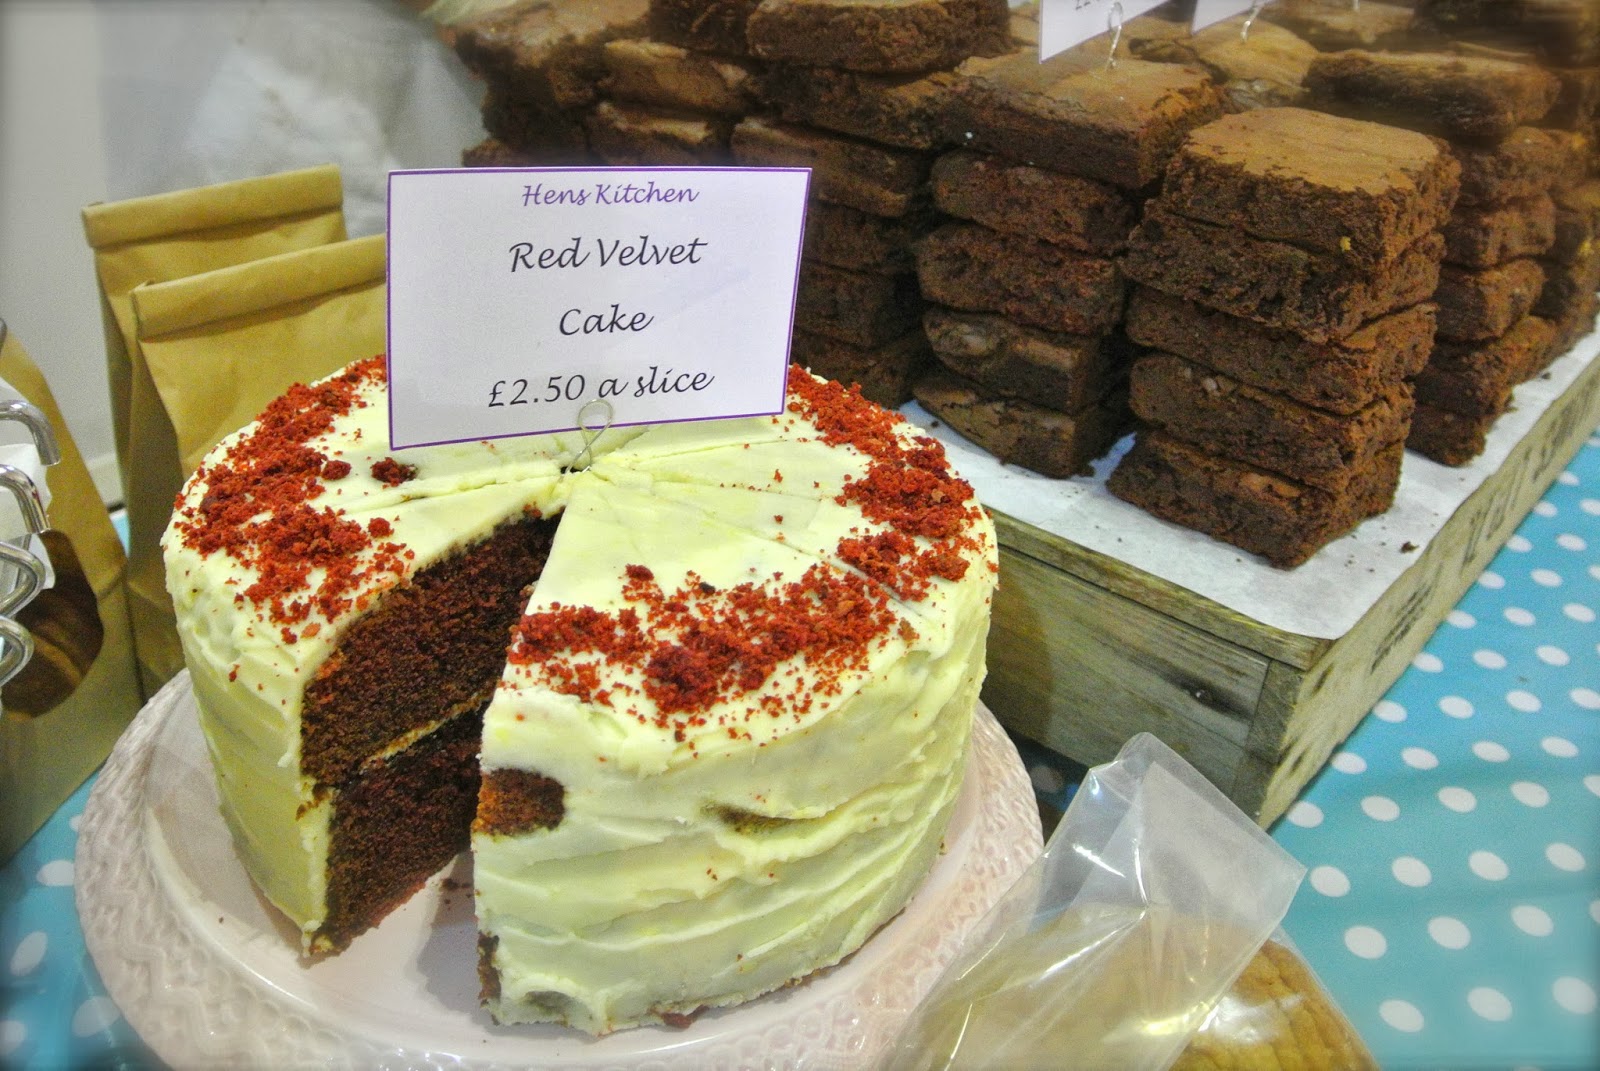 Hens Kitchen
Red Velvet
Cake
£2.50 a slice